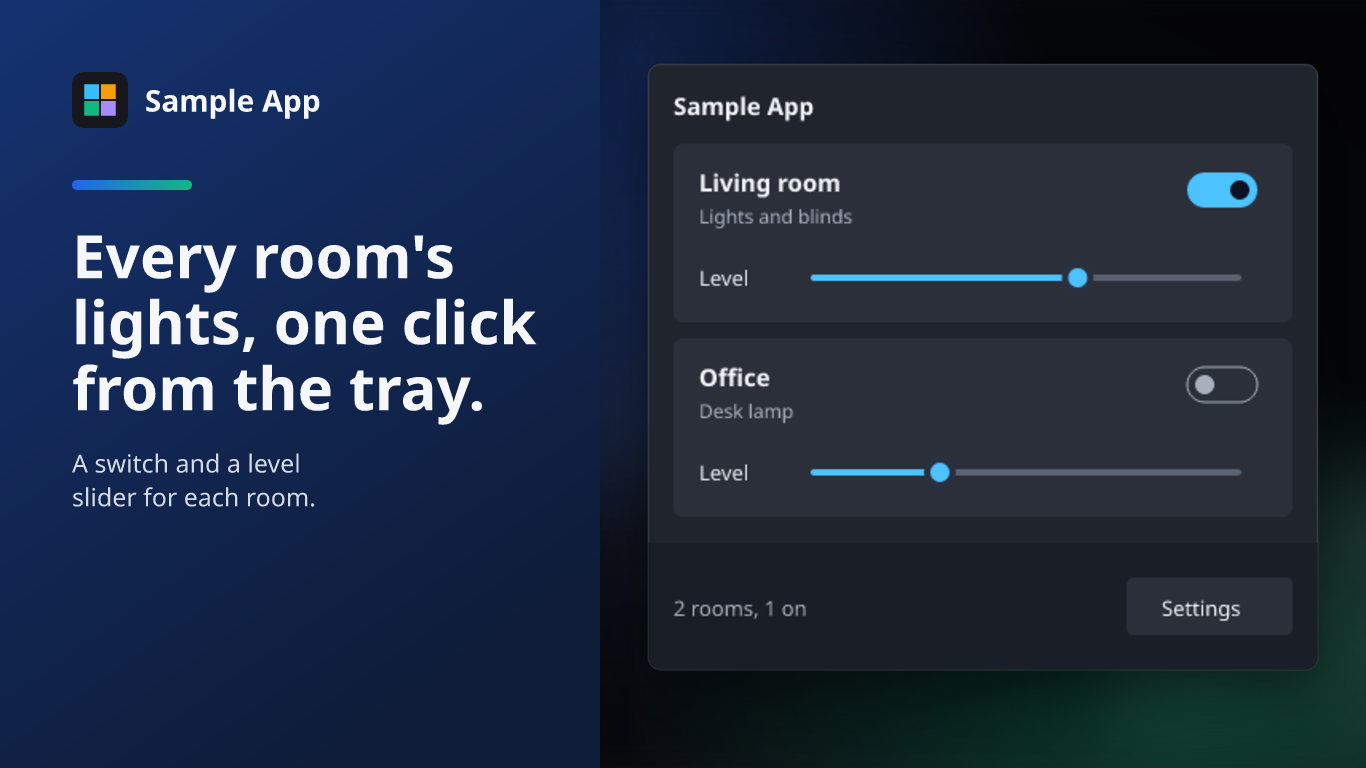 Sample App
Every room's
lights, one click
from the tray.
A switch and a level
slider for each room.
Sample App
Living room
Lights and blinds
Level
Office
Desk lamp
Level
2 rooms, 1 on
Settings